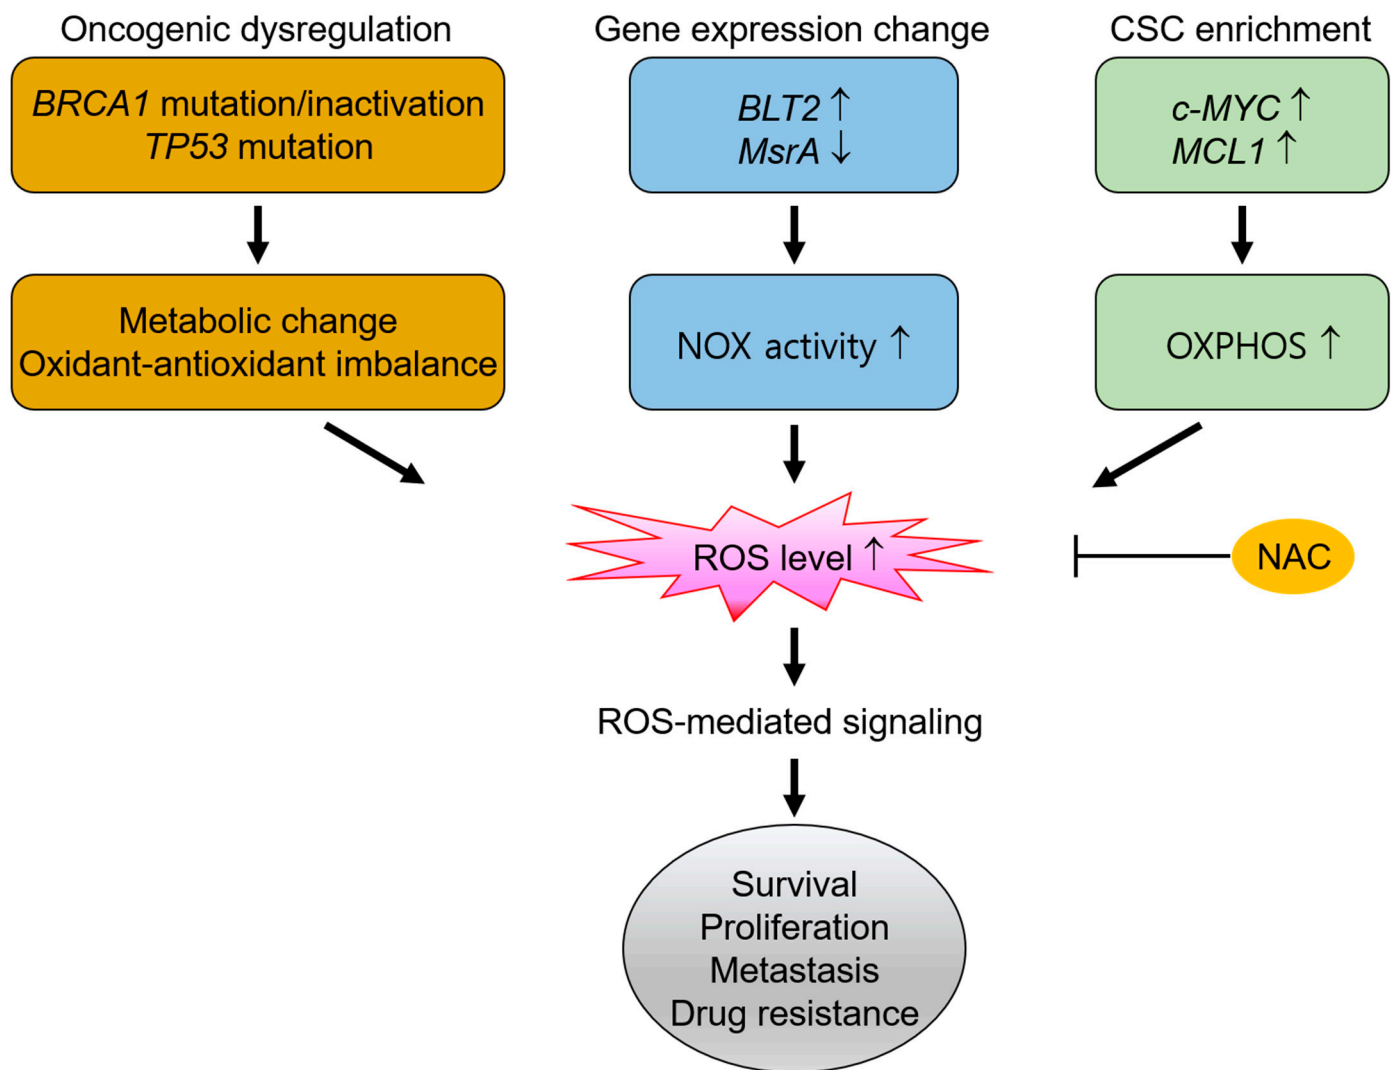 Oncogenic dysregulation
BRCA1 mutation/inactivation
TP53 mutation
Metabolic change
Oxidant-antioxidant imbalance
Gene expression change
BLT2 ↑
MsrA ↓
NOX activity ↑
CSC enrichment
c-MYC ↑
MCL1 ↑
OXPHOS ↑
ROS level ↑
NAC
ROS-mediated signaling
Survival
Proliferation
Metastasis
Drug resistance